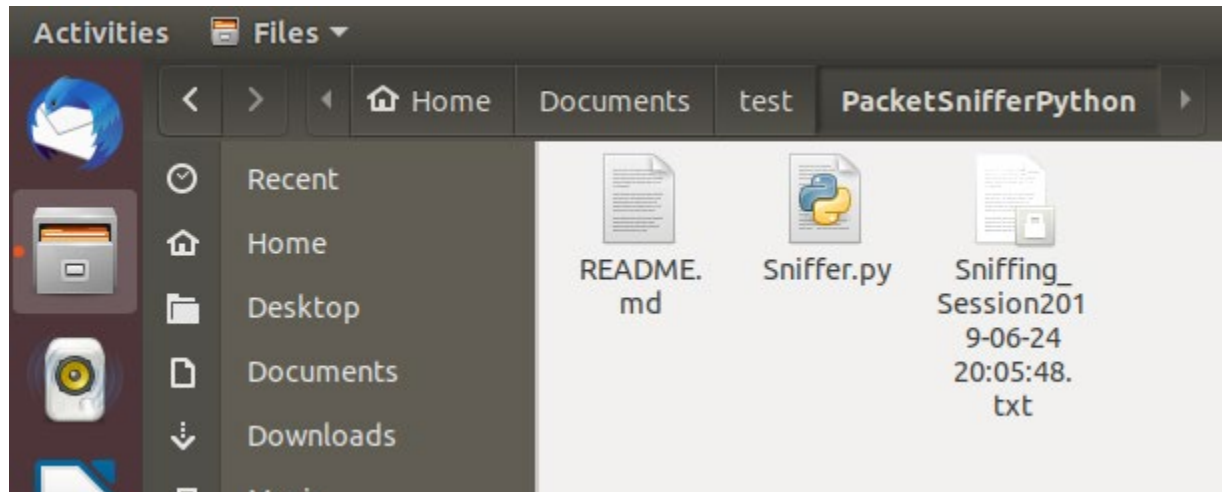 Activities Files
Home Documents test PacketSnifferPython
Recent
Home
Desktop
Documents
Downloads
README.
md
Sniffer.py
Sniffing_
Session201
9-06-24
20:05:48.
txt